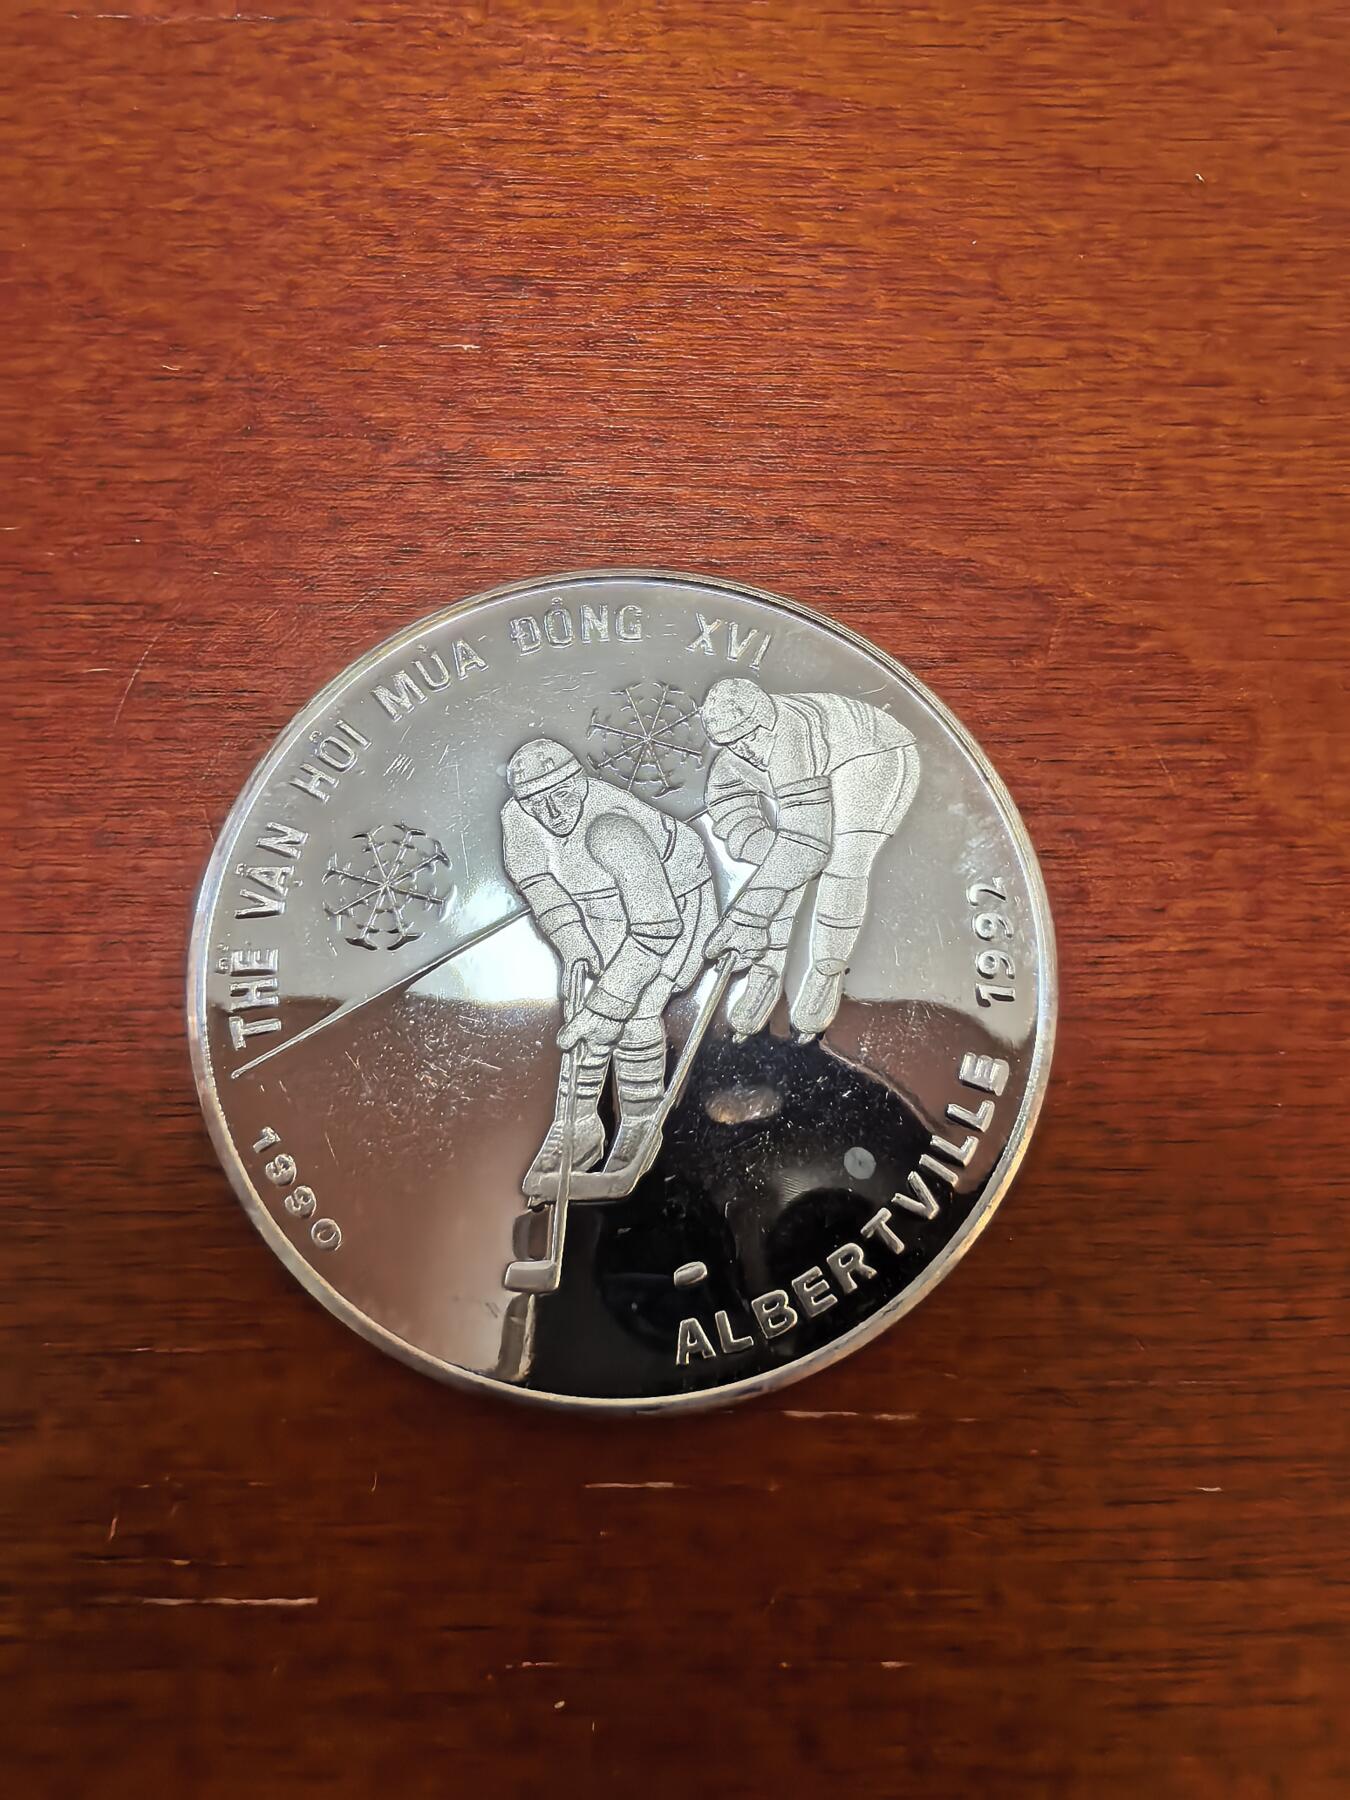 THẾ VẬN HỘI MÙA ĐÔNG XVI
ALBERTVILLE 1992
1990